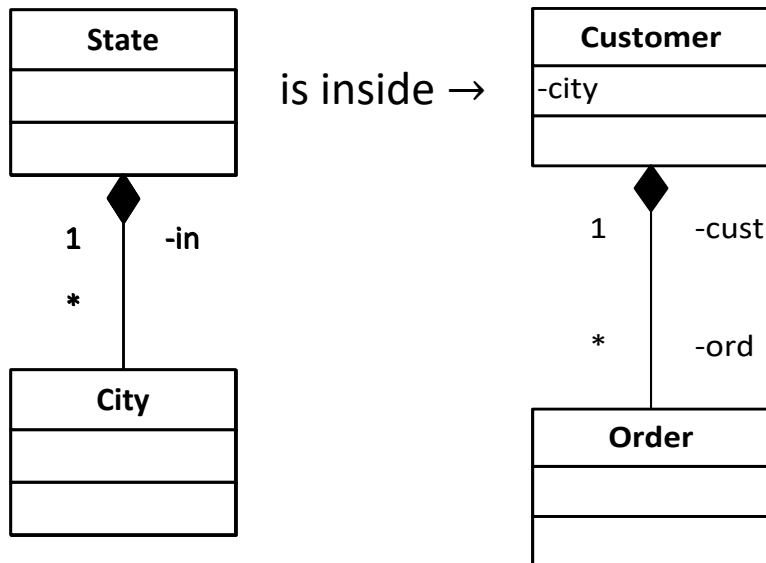 State
is inside →
Customer
-city
1 -in
*
City
1 -cust
* -ord
Order